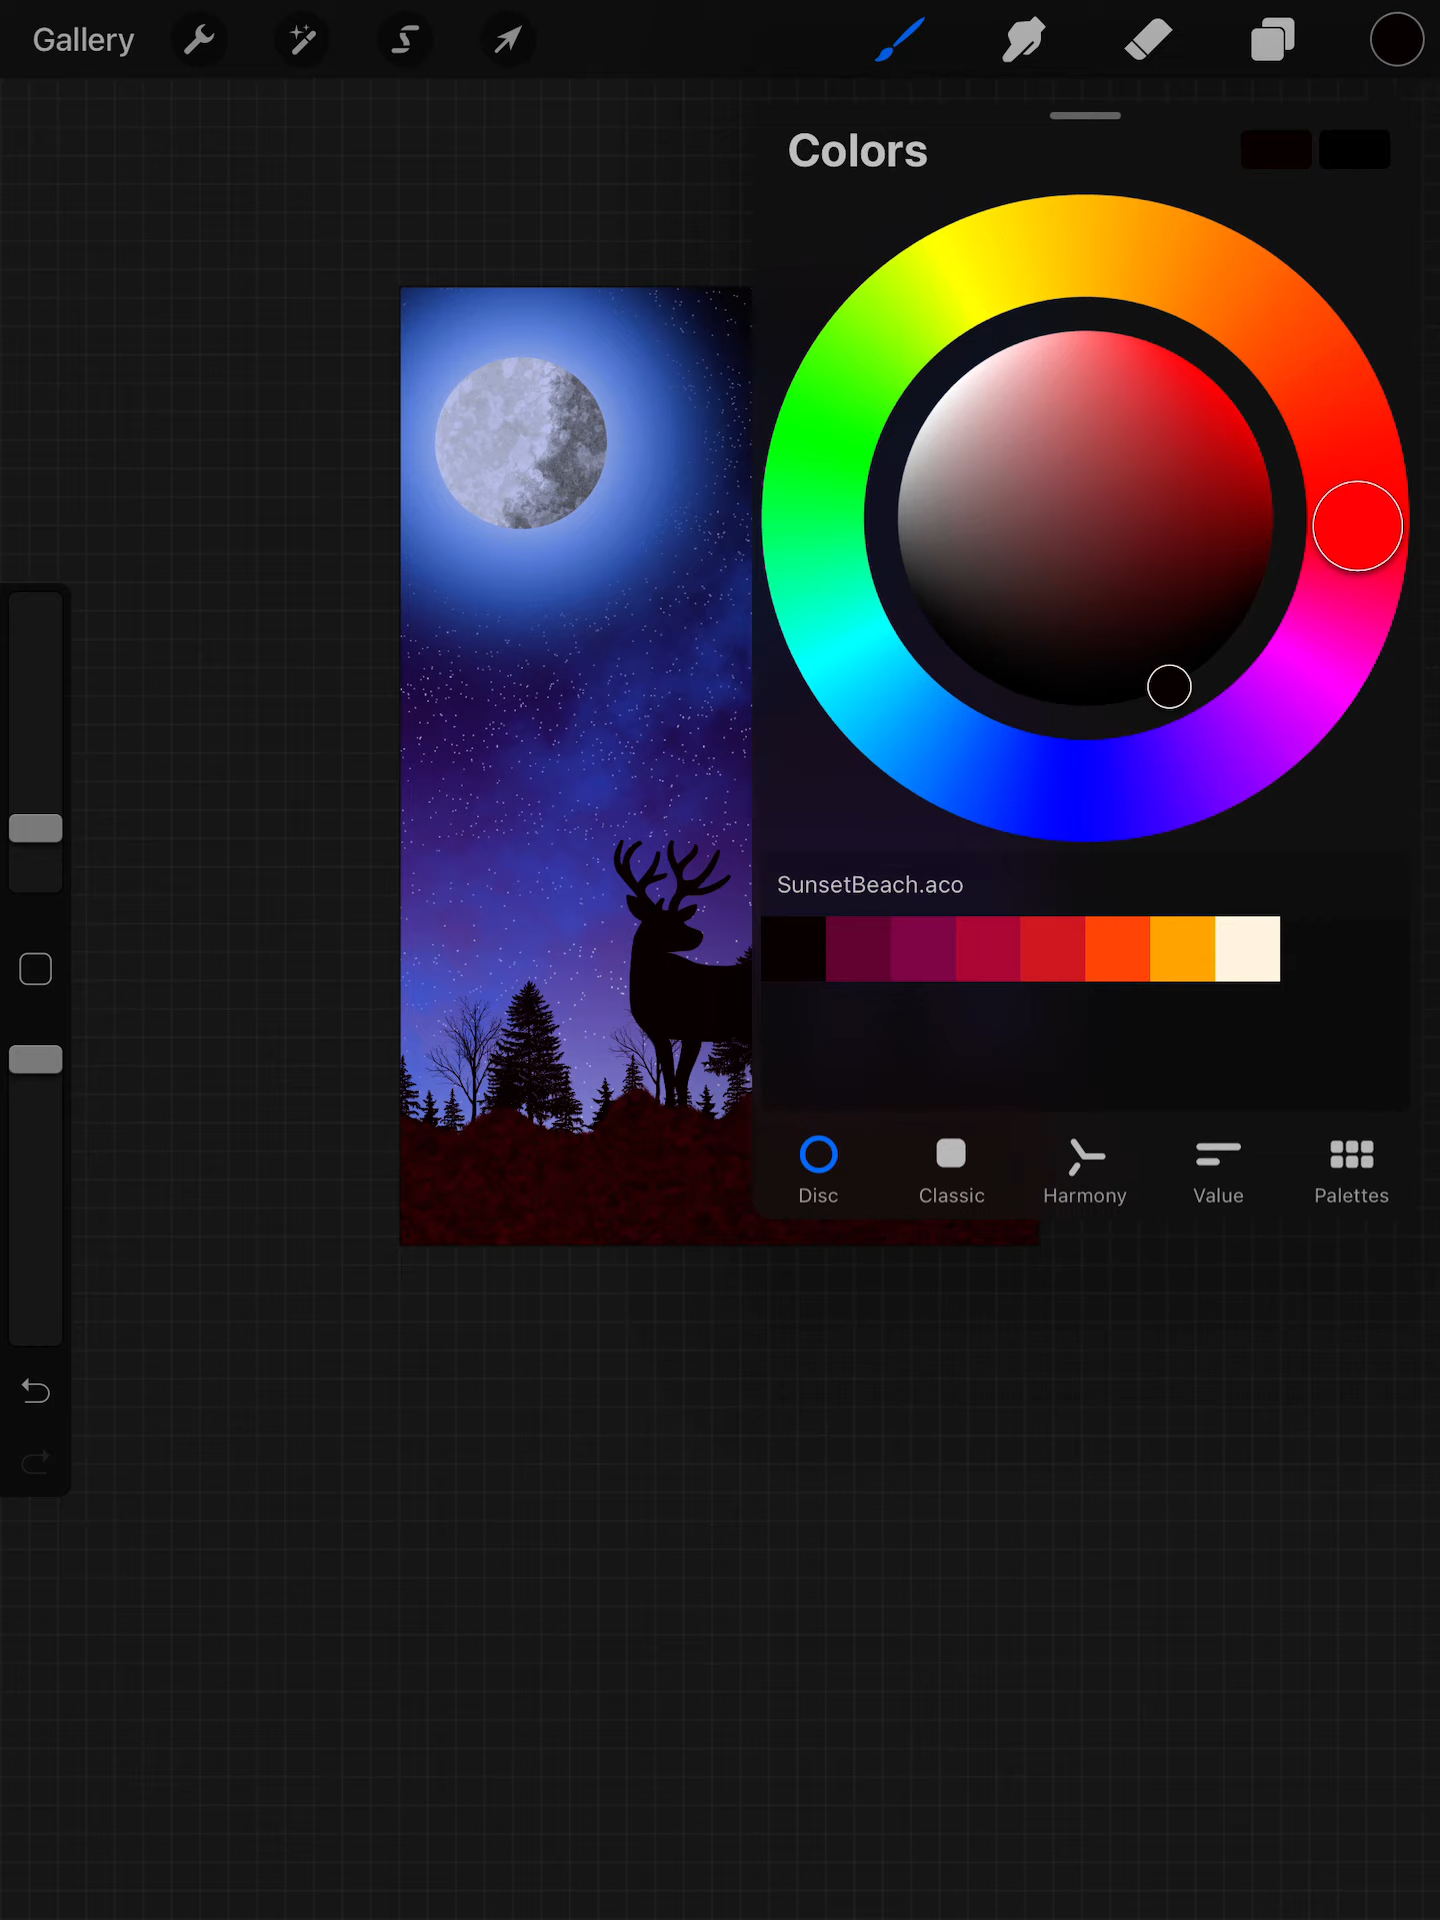 Gallery
Colors
SunsetBeach.aco
Disc
Classic
Harmony
Value
Palettes